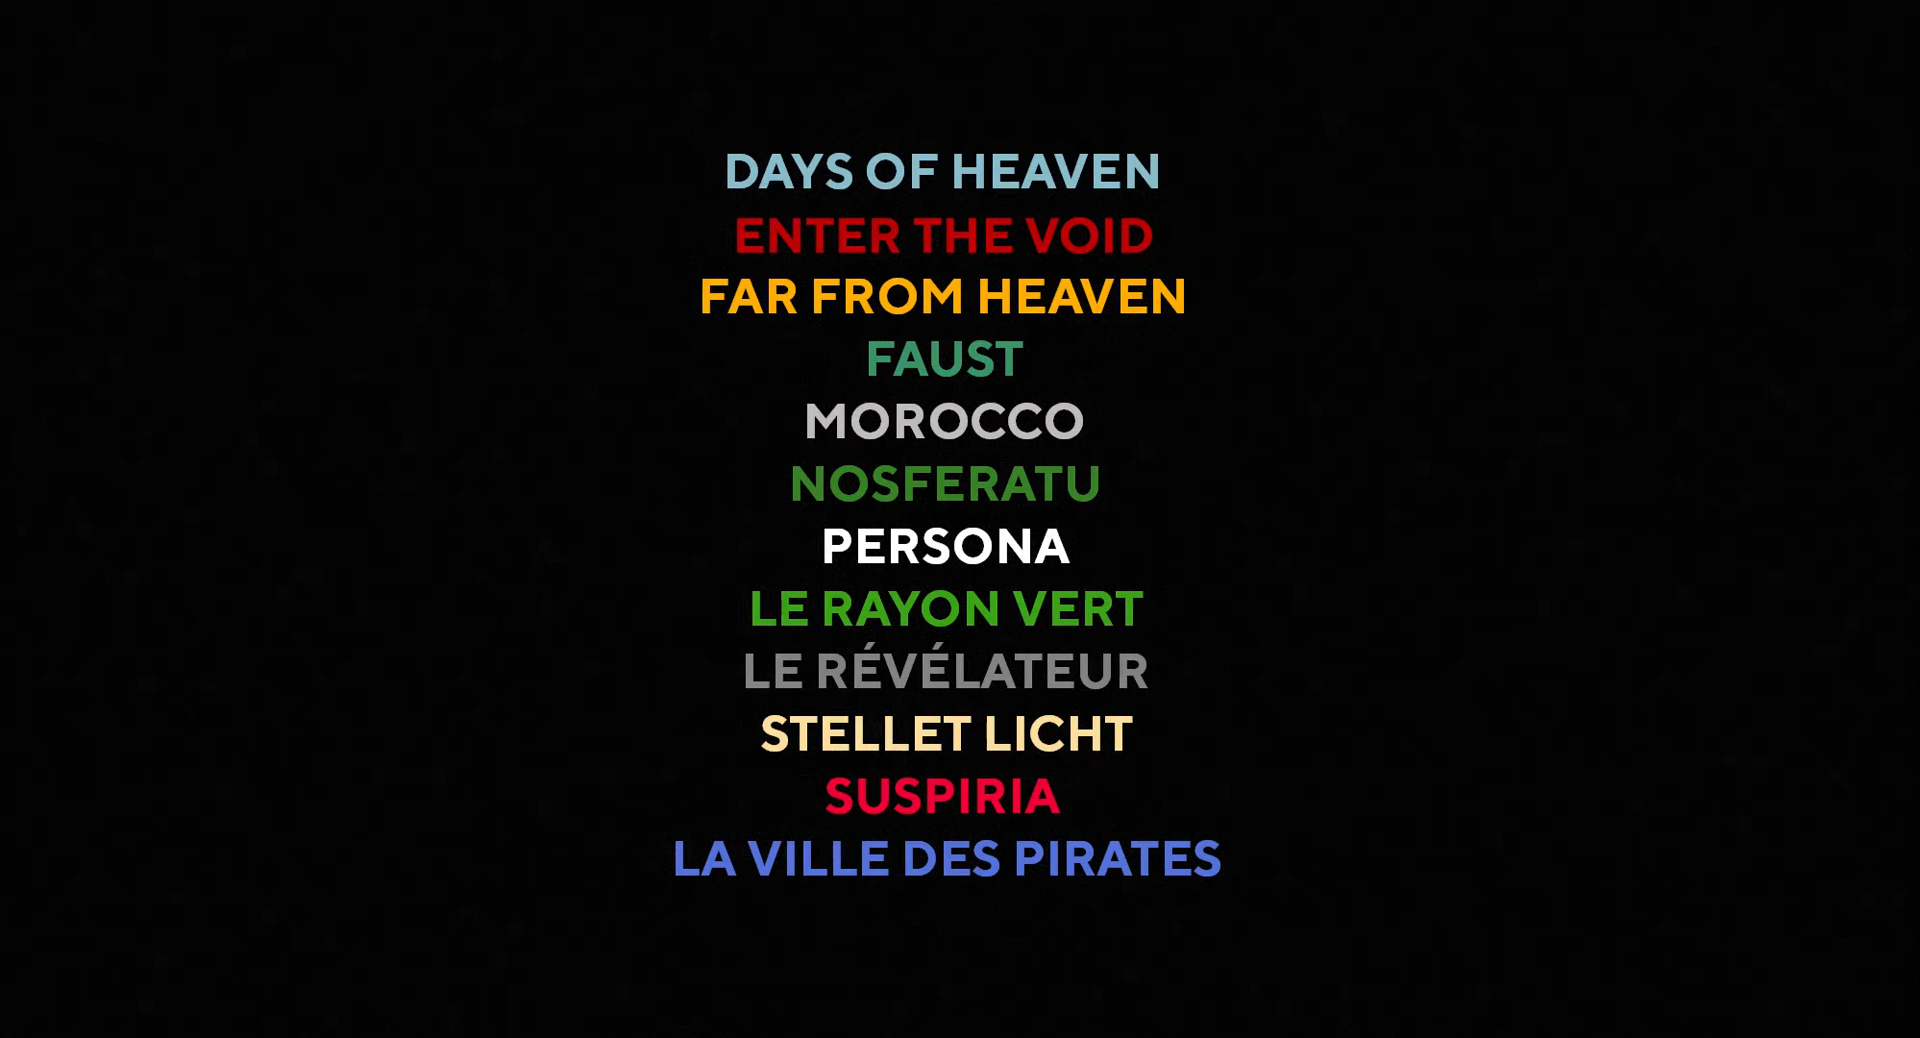 DAYS OF HEAVEN
ENTER THE VOID
FAR FROM HEAVEN
FAUST
MOROCCO
NOSFERATU
PERSONA
LE RAYON VERT
LE RÉVÉLATEUR
STELLET LICHT
SUSPIRIA
LA VILLE DES PIRATES